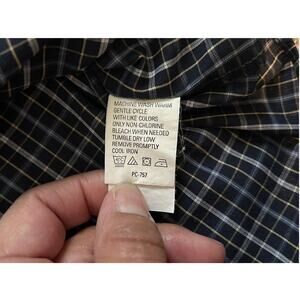 MACHINE WASH WARM
GENTLE CYCLE
WITH LIKE COLORS
ONLY NON-CHLORINE
BLEACH WHEN NEEDED
TUMBLE DRY LOW
REMOVE PROMPTLY
COOL IRON
PC-757